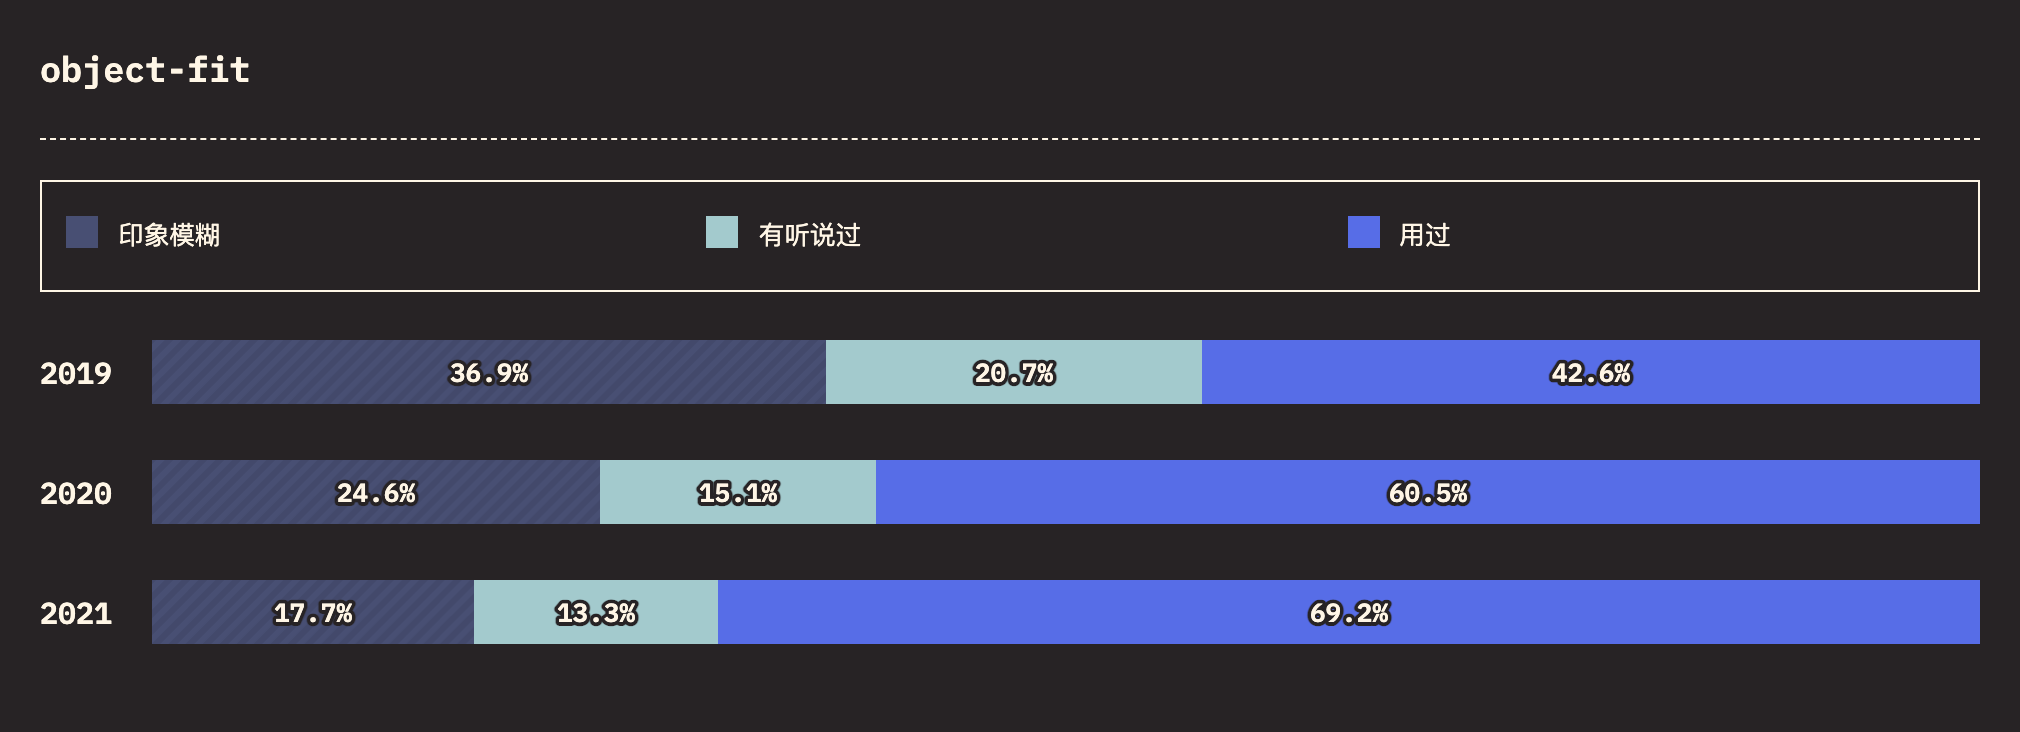 object-fit
印象模糊 有听说过 用过
2019 36.9% 20.7% 42.6%
2020 24.6% 15.1% 60.5%
2021 17.7% 13.3% 69.2%